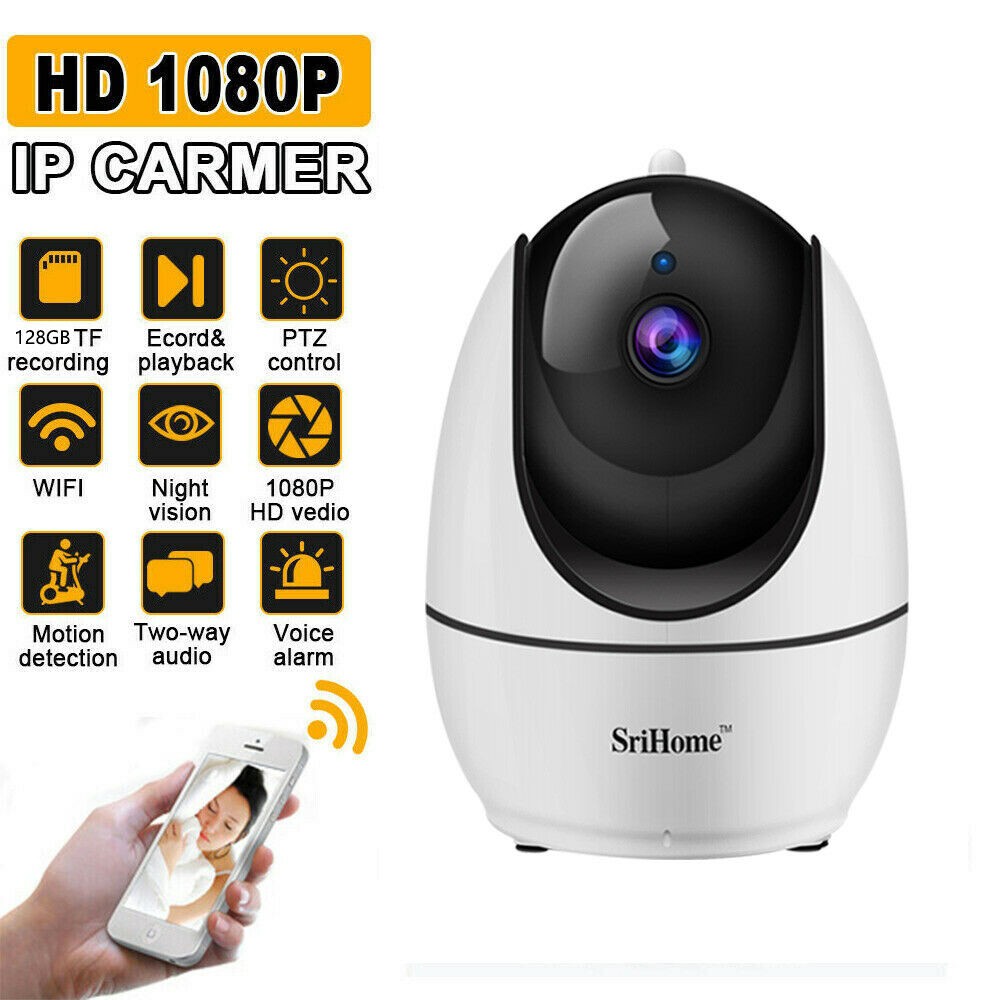 HD 1080P
IP CARMER
128GB TF
recording
Ecord&
playback
PTZ
control
WIFI
Night
vision
1080P
HD vedio
Motion
detection
Two-way
audio
Voice
alarm
SriHome™